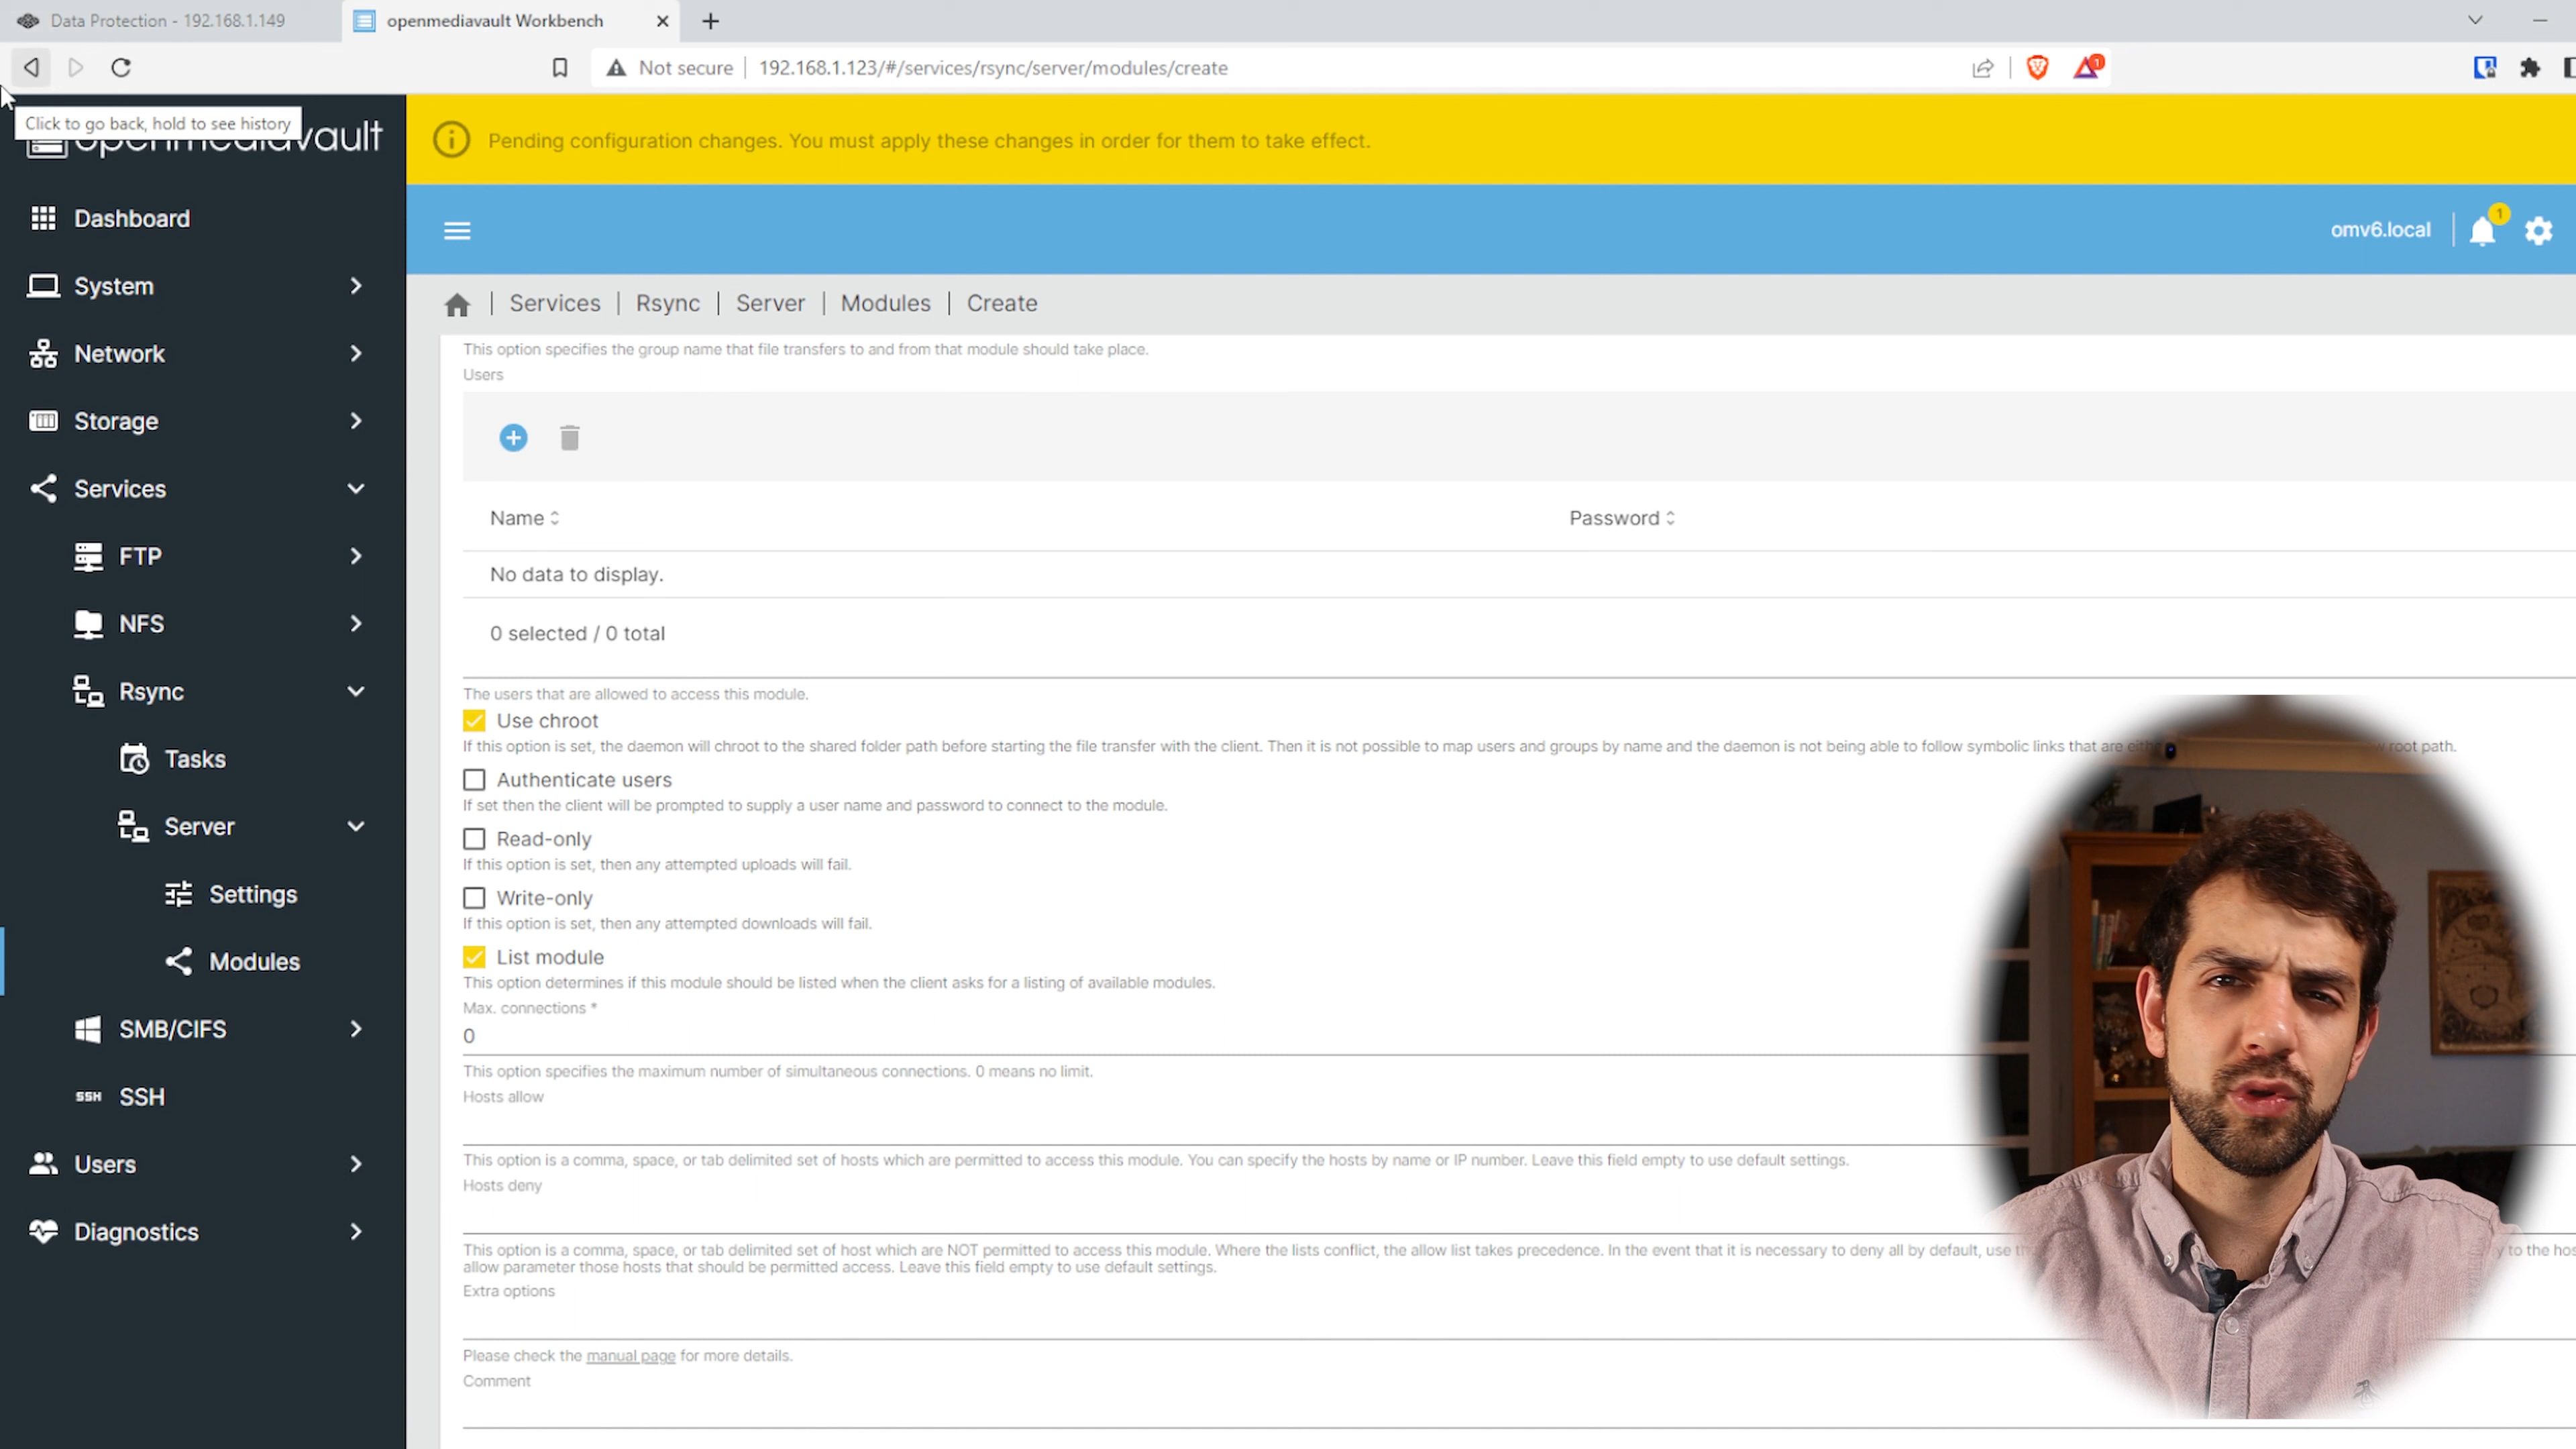 Data Protection - 192.168.1.149
openmediavault Workbench
Not secure
192.168.1.123/#/services/rsync/server/modules/create
1
Click to go back, hold to see history
openmediavault
Pending configuration changes. You must apply these changes in order for them to take effect.
omv6.local
1
Dashboard
System
Network
Storage
Services
FTP
NFS
Rsync
Tasks
Server
Settings
Modules
SMB/CIFS
SSH SSH
Users
Diagnostics
Services | Rsync | Server | Modules | Create
This option specifies the group name that file transfers to and from that module should take place.
Users
Name Password
No data to display.
0 selected / 0 total
The users that are allowed to access this module.
Use chroot
If this option is set, the daemon will chroot to the shared folder path before starting the file transfer with the client. Then it is not possible to map users and groups by name and the daemon is not being able to follow symbolic links that are root path.
Authenticate users
If set then the client will be prompted to supply a user name and password to connect to the module.
Read-only
If this option is set, then any attempted uploads will fail.
Write-only
If this option is set, then any attempted downloads will fail.
List module
This option determines if this module should be listed when the client asks for a listing of available modules.
Max. connections *
0
This option specifies the maximum number of simultaneous connections. 0 means no limit.
Hosts allow
This option is a comma, space, or tab delimited set of hosts which are permitted to access this module. You can specify the hosts by name or IP number. Leave this field empty to use default settings.
Hosts deny
This option is a comma, space, or tab delimited set of host which are NOT permitted to access this module. Where the lists conflict, the allow list takes precedence. In the event that it is necessary to deny all by default, use to the
allow parameter those hosts that should be permitted access. Leave this field empty to use default settings.
Extra options
Please check the manual page for more details.
Comment